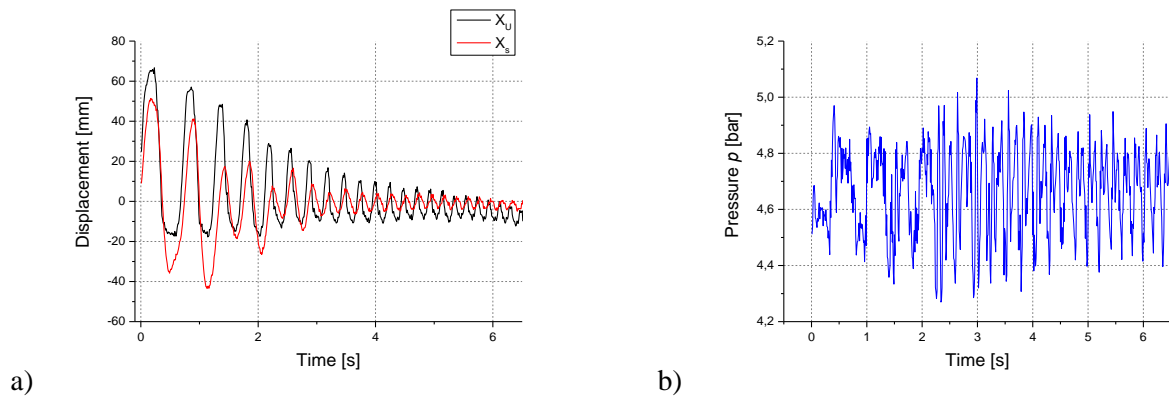 X_U
X_s
80
60
40
20
0
-20
-40
-60
Displacement [mm]
0 2 4 6
Time [s]
a)
5,2
5,0
4,8
4,6
4,4
4,2
Pressure p [bar]
0 1 2 3 4 5 6
Time [s]
b)